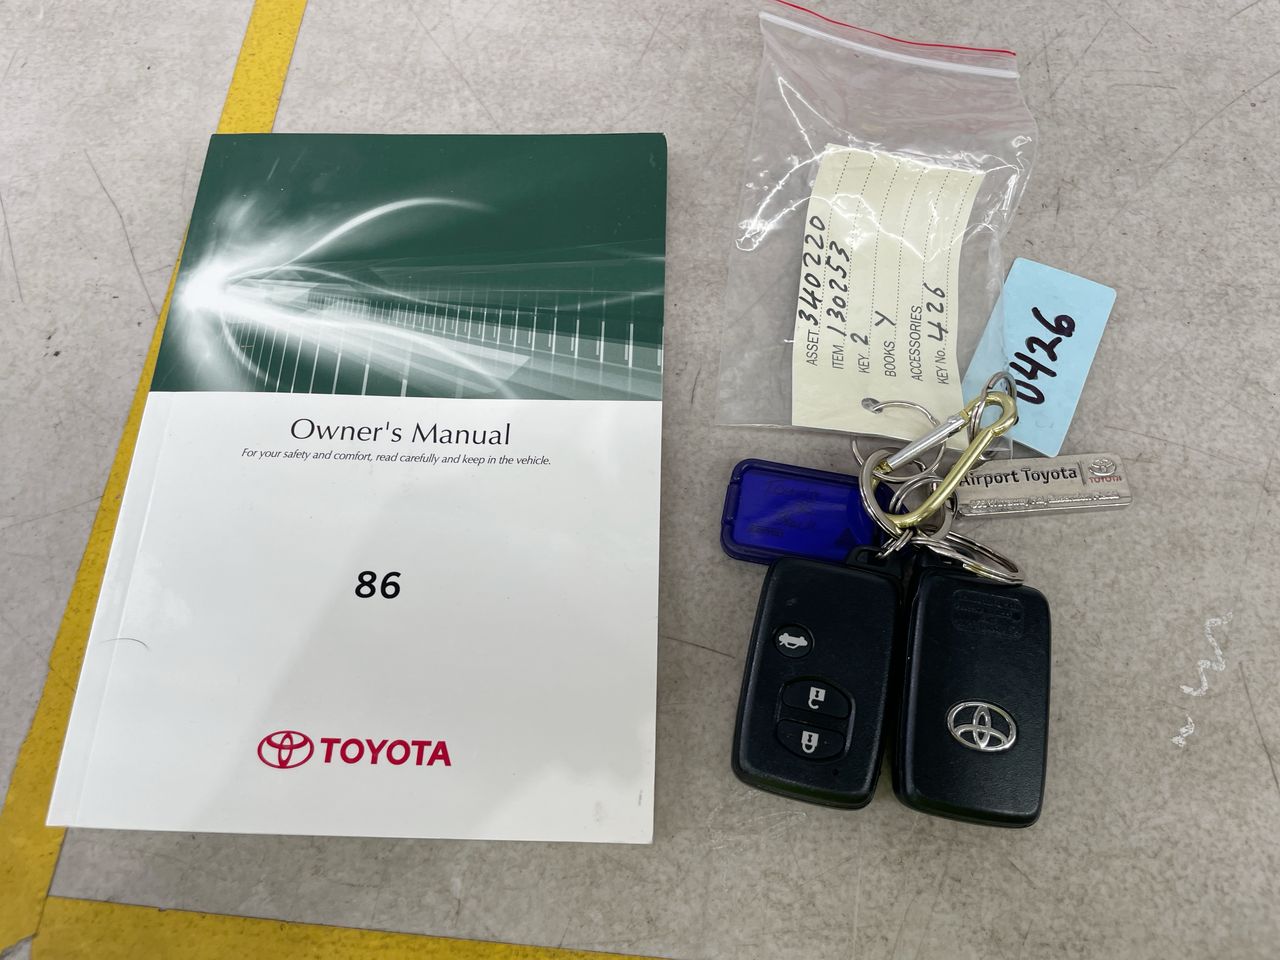 Owner's Manual
For your safety and comfort, read carefully and keep in the vehicle.
86
TOYOTA
ASSET 340220
ITEM 130253
KEY 2
BOOKS Y
ACCESSORIES
KEY No. 426
U426
Airport Toyota
TOYOTA